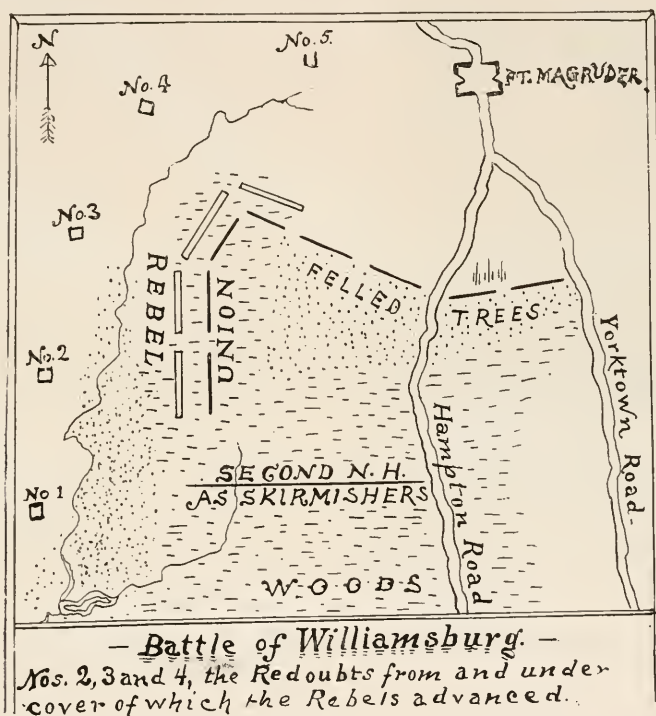 N
No. 5.
No. 4
FT. MAGRUDER.
No. 3
REBEL
UNION
FELLED
TREES
No. 2
Yorktown Road-
Hampton Road
SECOND N.H.
AS SKIRMISHERS
No 1
WOODS
- Battle of Williamsburg. -
Nos. 2, 3 and 4, the Redoubts from and under
cover of which the Rebels advanced.